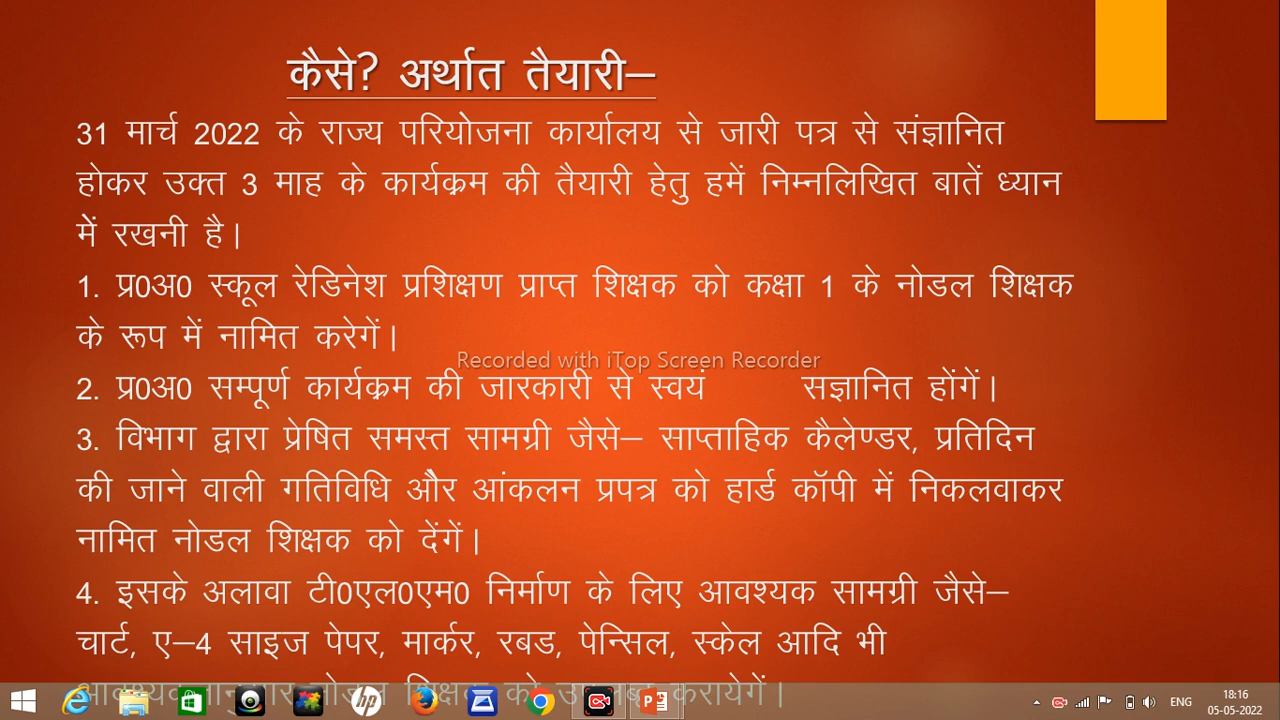 कैसे? अर्थात तैयारी–
31 मार्च 2022 के राज्य परियोजना कार्यालय से जारी पत्र से संज्ञानित
होकर उक्त 3 माह के कार्यक्रम की तैयारी हेतु हमें निम्नलिखित बातें ध्यान
में रखनी है।
1. प्र0अ0 स्कूल रेडिनेश प्रशिक्षण प्राप्त शिक्षक को कक्षा 1 के नोडल शिक्षक
के रूप में नामित करेगें।
Recorded with iTop Screen Recorder
2. प्र0अ0 सम्पूर्ण कार्यक्रम की जारकारी से स्वयं सज्ञानित होंगें।
3. विभाग द्वारा प्रेषित समस्त सामग्री जैसे– साप्ताहिक कैलेण्डर, प्रतिदिन
की जाने वाली गतिविधि और आंकलन प्रपत्र को हार्ड कॉपी में निकलवाकर
नामित नोडल शिक्षक को देंगें।
4. इसके अलावा टी0एल0एम0 निर्माण के लिए आवश्यक सामग्री जैसे–
चार्ट, ए–4 साइज पेपर, मार्कर, रबड, पेन्सिल, स्केल आदि भी
शिक्षक को करायेगें।
ENG
18:16
05-05-2022